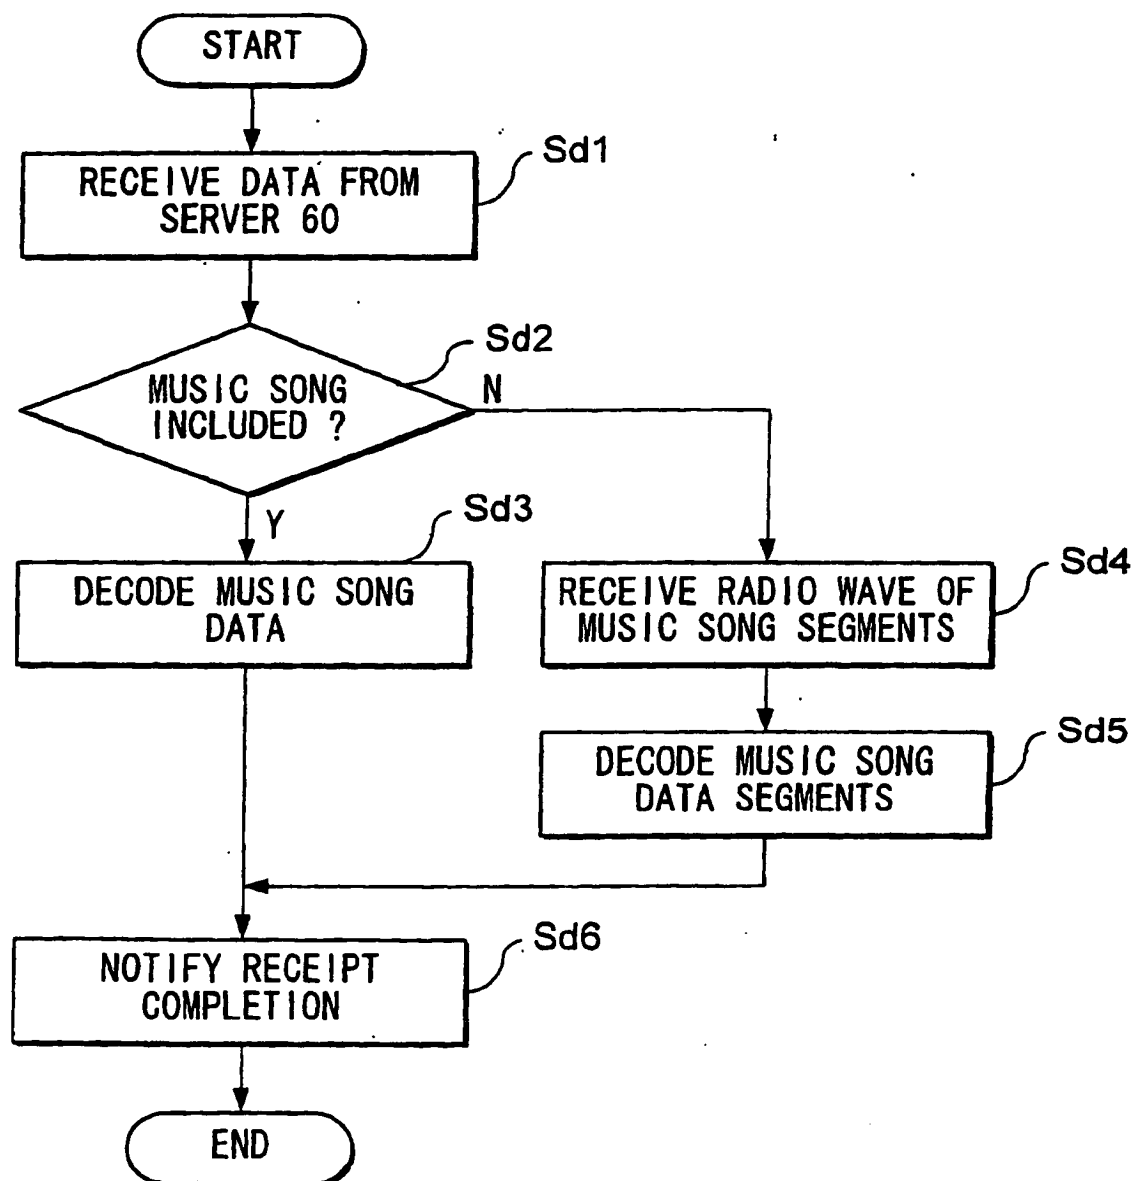 START
Sd1
RECEIVE DATA FROM
SERVER 60
Sd2
MUSIC SONG
INCLUDED ?
N
Y
Sd3
DECODE MUSIC SONG
DATA
Sd4
RECEIVE RADIO WAVE OF
MUSIC SONG SEGMENTS
Sd5
DECODE MUSIC SONG
DATA SEGMENTS
Sd6
NOTIFY RECEIPT
COMPLETION
END